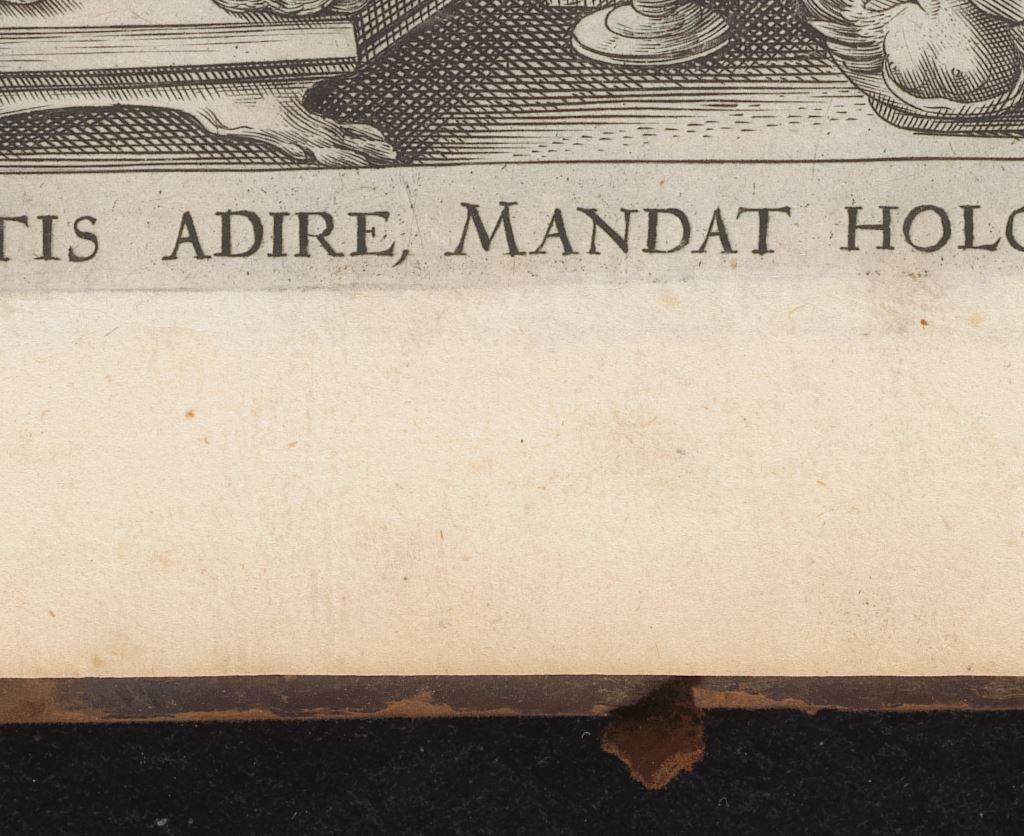 TIS ADIRE, MANDAT HOLO